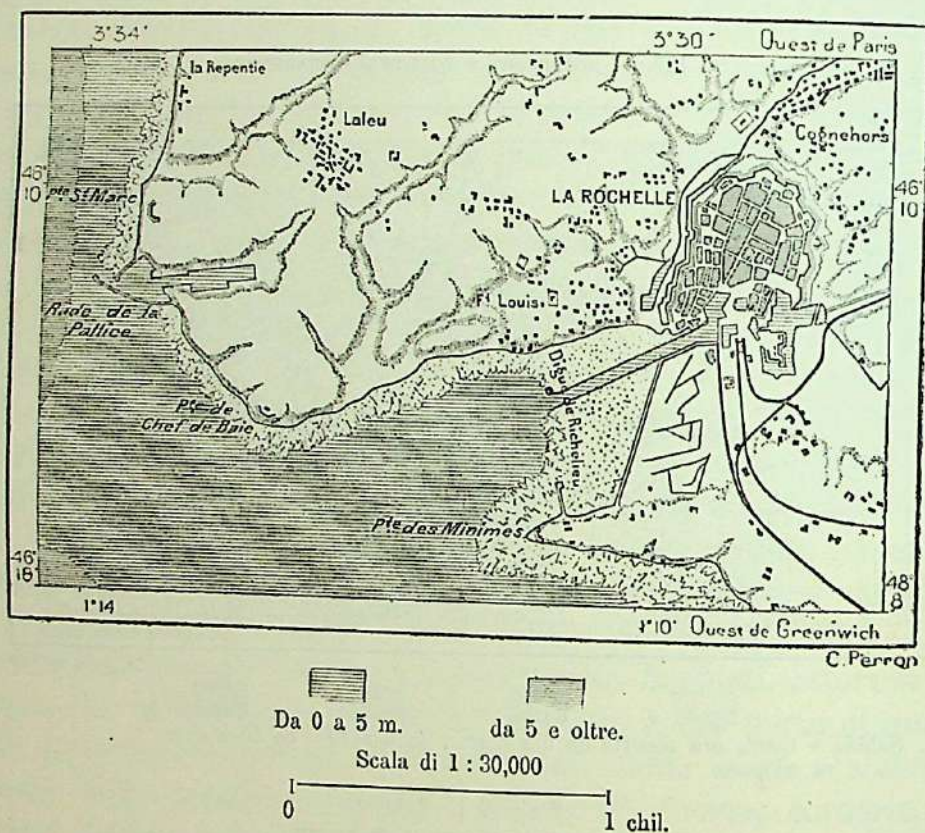 3°34'
3°30'
Ouest de Paris
la Repentie
Laleu
Cognehors
46°
10
Pte. St. Marc
LA ROCHELLE
46°
10
Rade de la
Pallice
Ft. Louis
Pte de
Chef de Baie
Digue de Richelieu
Pte des Minimes
46°
18
48°
8
1°14
1°10'
Ouest de Greenwich
C. Perron
Da 0 a 5 m.
da 5 e oltre.
Scala di 1 : 30,000
0
1 chil.